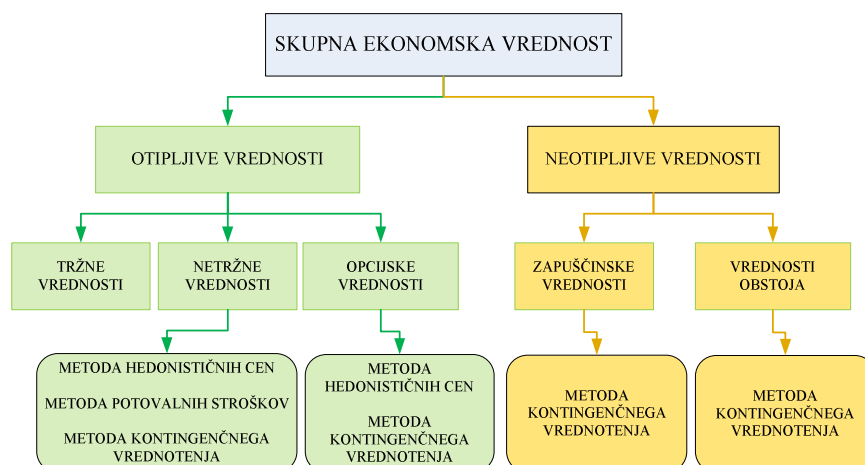 SKUPNA EKONOMSKA VREDNOST
OTIPLJIVE VREDNOSTI
NEOTIPLJIVE VREDNOSTI
TRŽNE
VREDNOSTI
NETRŽNE
VREDNOSTI
OPCIJSKE
VREDNOSTI
ZAPUŠČINSKE
VREDNOSTI
VREDNOSTI
OBSTOJA
METODA HEDONISTIČNIH CEN
METODA POTOVALNIH STROŠKOV
METODA KONTINGENČNEGA
VREDNOTENJA
METODA
HEDONISTIČNIH CEN
METODA
KONTINGENČNEGA
VREDNOTENJA
METODA
KONTINGENČNEGA
VREDNOTENJA
METODA
KONTINGENČNEGA
VREDNOTENJA